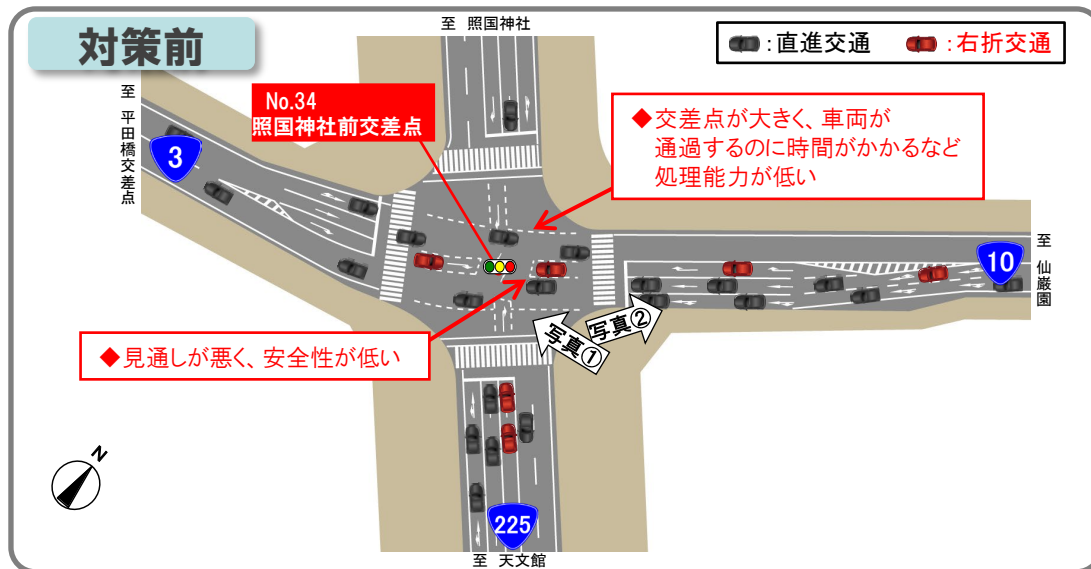 対策前
至 照国神社
：直進交通
：右折交通
至 平田橋交差点
3
No.34
照国神社前交差点
◆交差点が大きく、車両が
通過するのに時間がかかるなど
処理能力が低い
至 仙巌園
10
写真②
写真①
◆見通しが悪く、安全性が低い
N
225
至 天文館